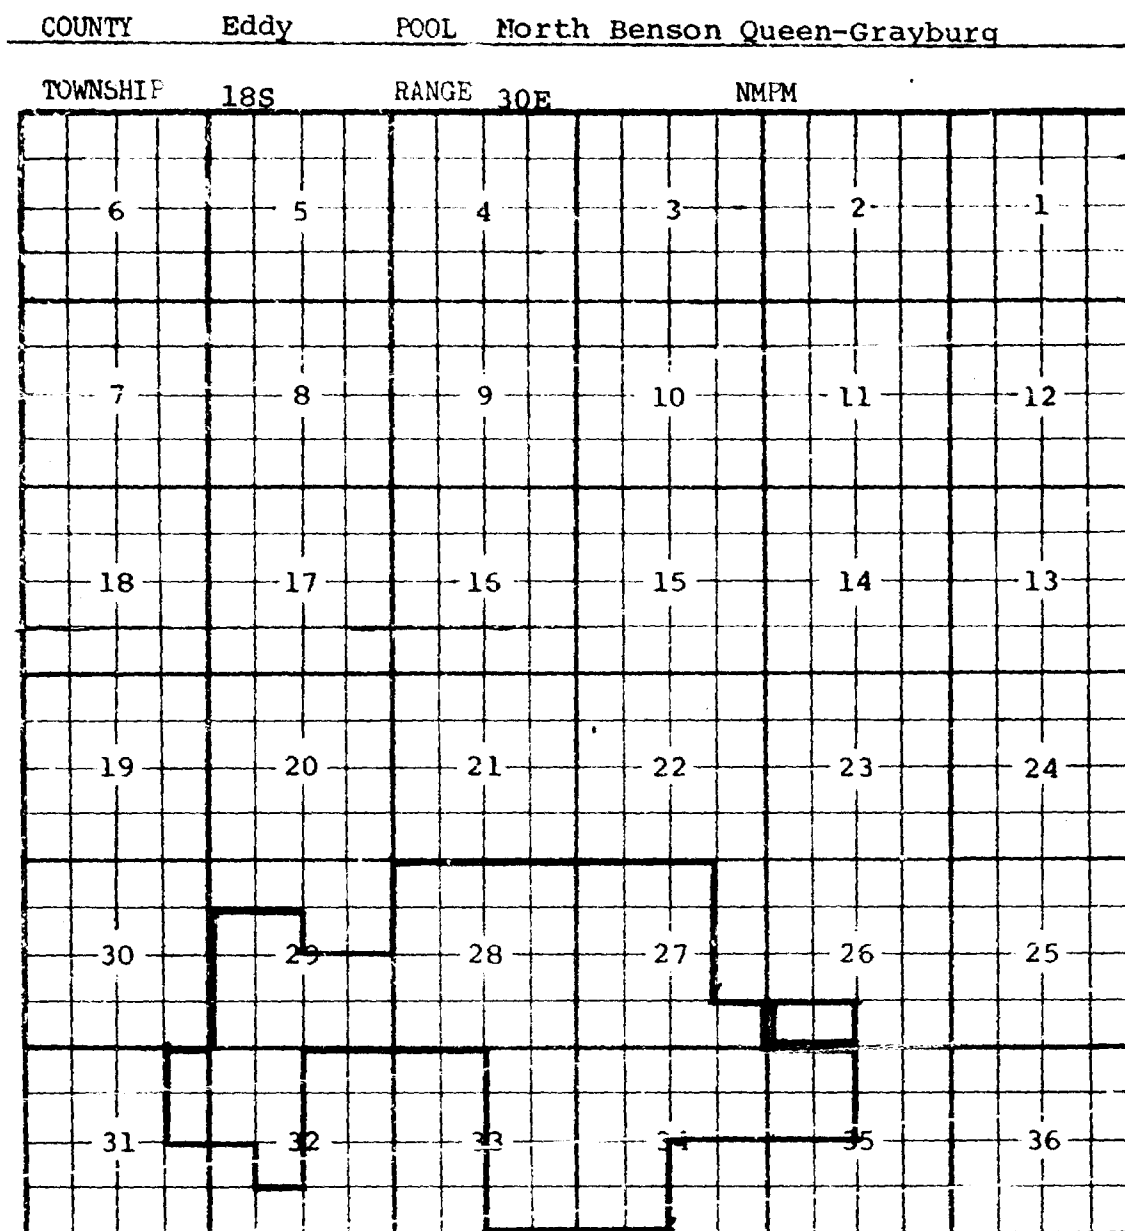 COUNTY Eddy POOL North Benson Queen-Grayburg
TOWNSHIP 18S RANGE 30E NMPM
6 5 4 3 2 1
7 8 9 10 11 12
18 17 16 15 14 13
19 20 21 22 23 24
30 29 28 27 26 25
31 32 33 34 35 36